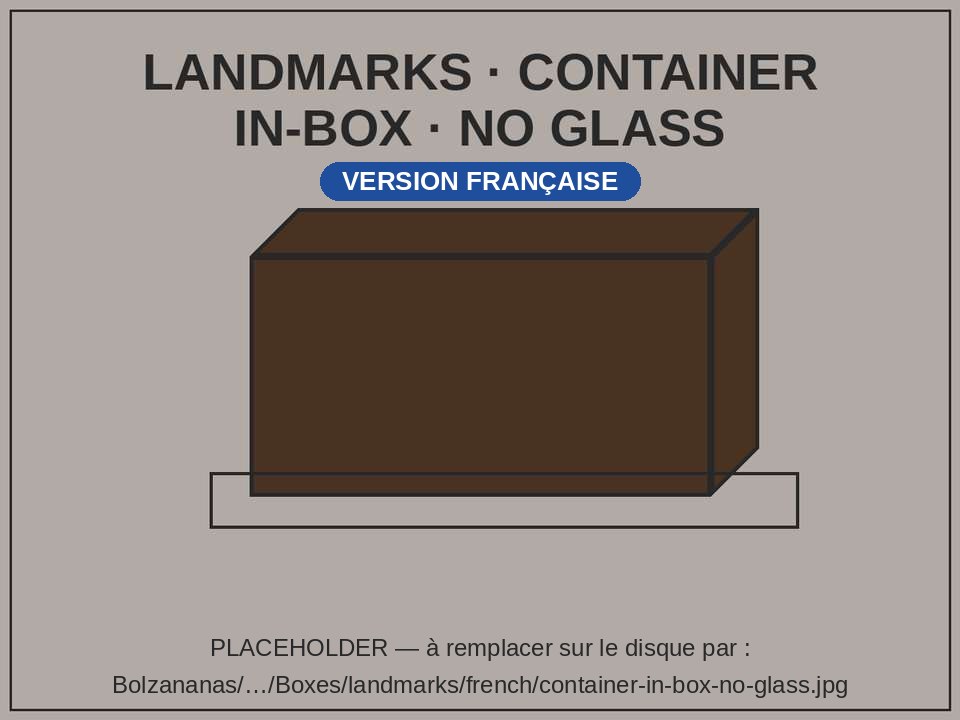 LANDMARKS · CONTAINER
IN-BOX · NO GLASS
VERSION FRANÇAISE
PLACEHOLDER — à remplacer sur le disque par :
Bolzananas/…/Boxes/landmarks/french/container-in-box-no-glass.jpg